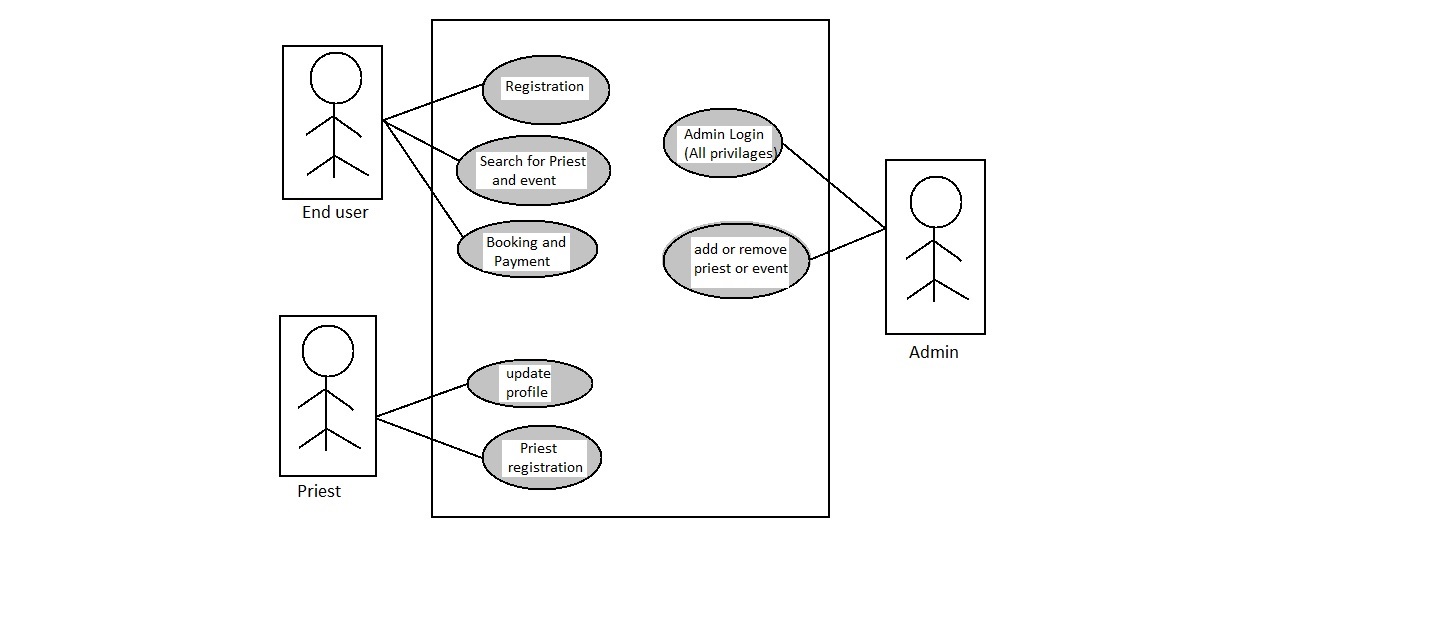 Registration
Search for Priest
and event
Booking and
Payment
End user
Admin Login
(All privilages)
add or remove
priest or event
Admin
update
profile
Priest
registration
Priest